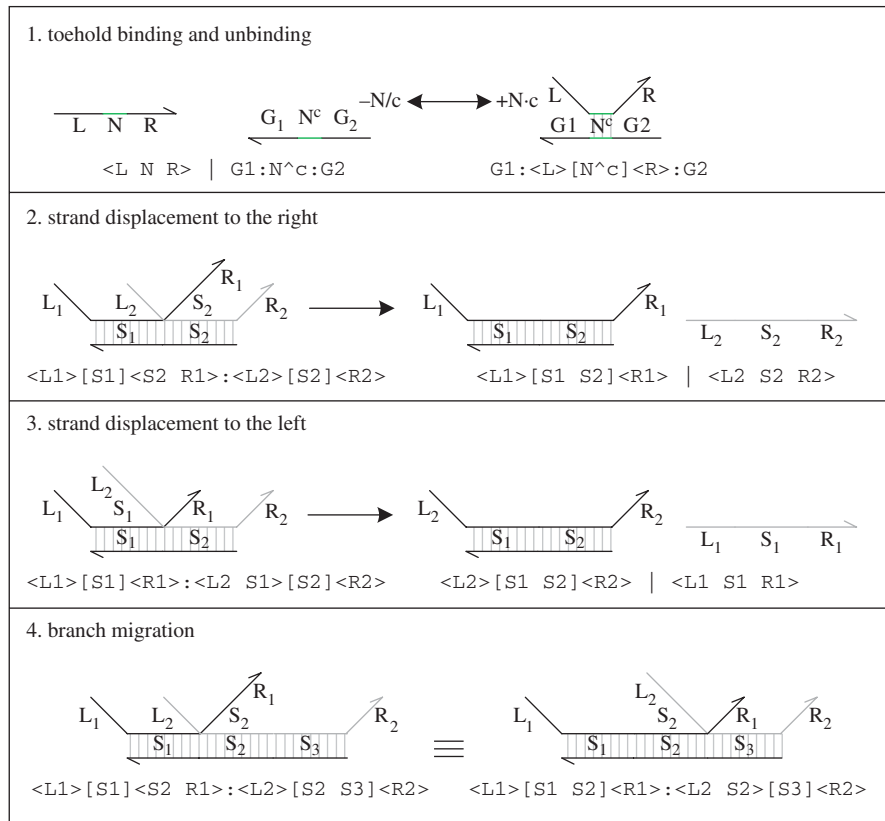 1. toehold binding and unbinding
L N R
G1 Nc G2
–N/c +N·c
L R
G1 Nc G2
<L N R> | G1:N^c:G2
G1:<L>[N^c]<R>:G2
2. strand displacement to the right
L1 L2 S2 R1 R2
S1 S2
L1 R1
S1 S2
L2 S2 R2
<L1>[S1]<S2 R1>:<L2>[S2]<R2>
<L1>[S1 S2]<R1> | <L2 S2 R2>
3. strand displacement to the left
L1 L2 S1 R1 R2
S1 S2
L2 R2
S1 S2
L1 S1 R1
<L1>[S1]<R1>:<L2 S1>[S2]<R2>
<L2>[S1 S2]<R2> | <L1 S1 R1>
4. branch migration
L1 L2 S2 R1 R2
S1 S2 S3
L1 L2 S2 R1 R2
S1 S2 S3
<L1>[S1]<S2 R1>:<L2>[S2 S3]<R2>
<L1>[S1 S2]<R1>:<L2 S2>[S3]<R2>